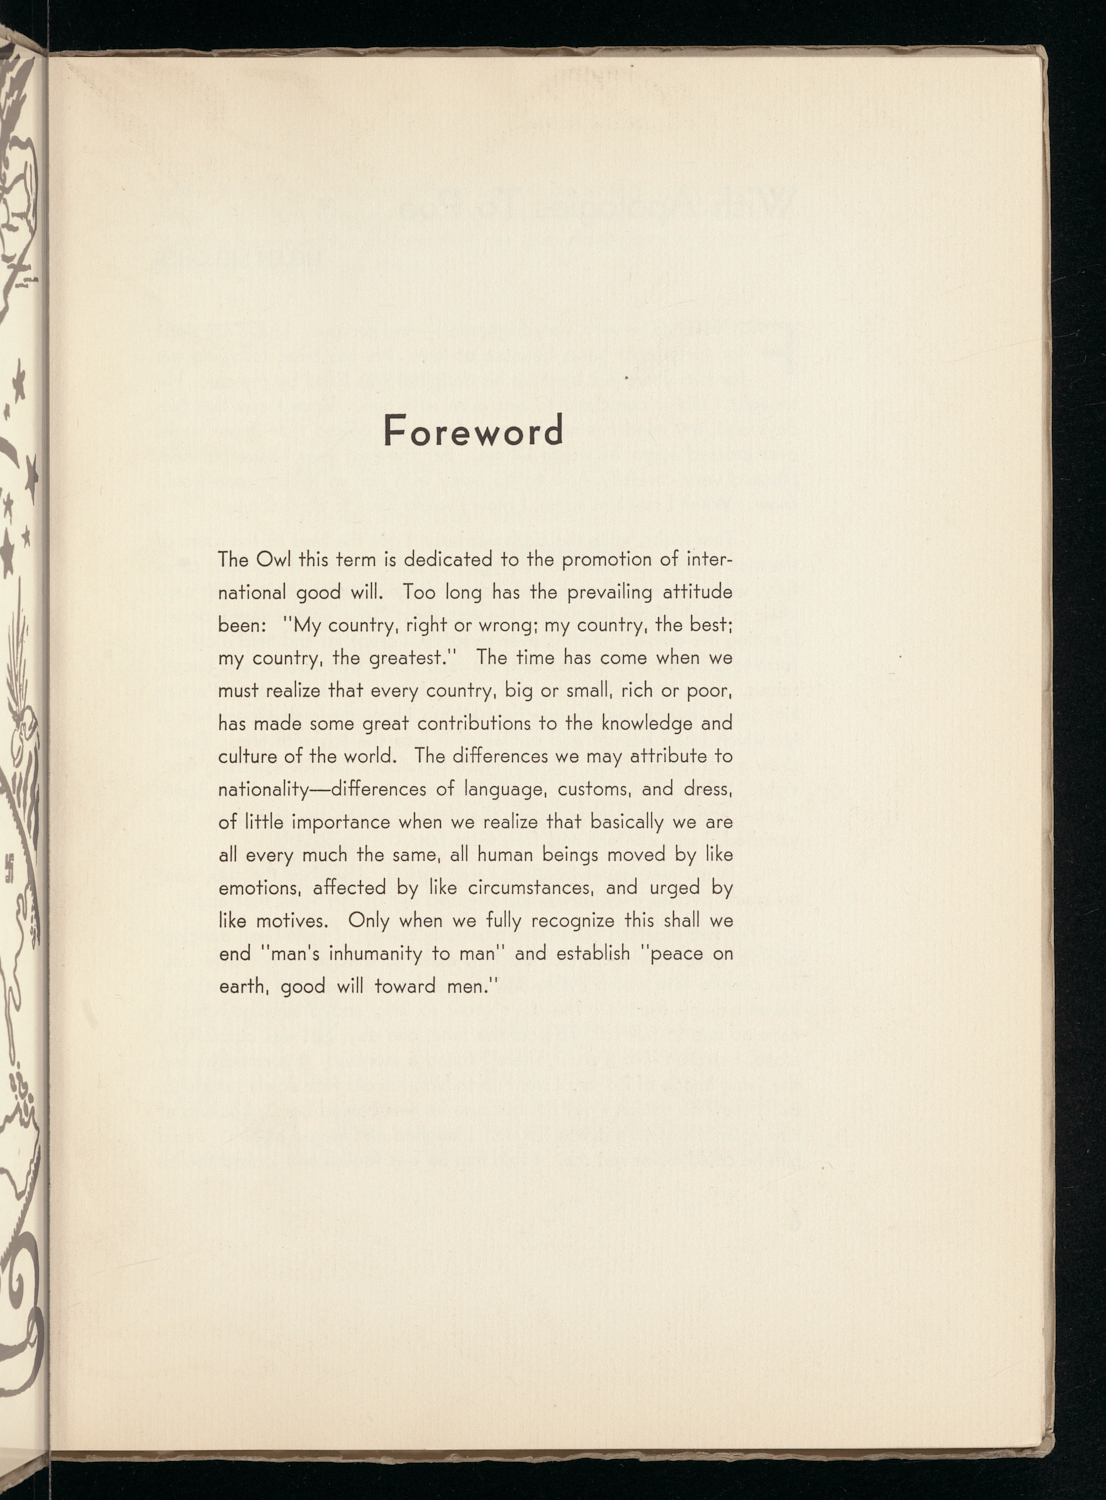 Foreword
The Owl this term is dedicated to the promotion of inter-
national good will. Too long has the prevailing attitude
been: "My country, right or wrong; my country, the best;
my country, the greatest." The time has come when we
must realize that every country, big or small, rich or poor,
has made some great contributions to the knowledge and
culture of the world. The differences we may attribute to
nationality—differences of language, customs, and dress,
of little importance when we realize that basically we are
all every much the same, all human beings moved by like
emotions, affected by like circumstances, and urged by
like motives. Only when we fully recognize this shall we
end "man's inhumanity to man" and establish "peace on
earth, good will toward men."